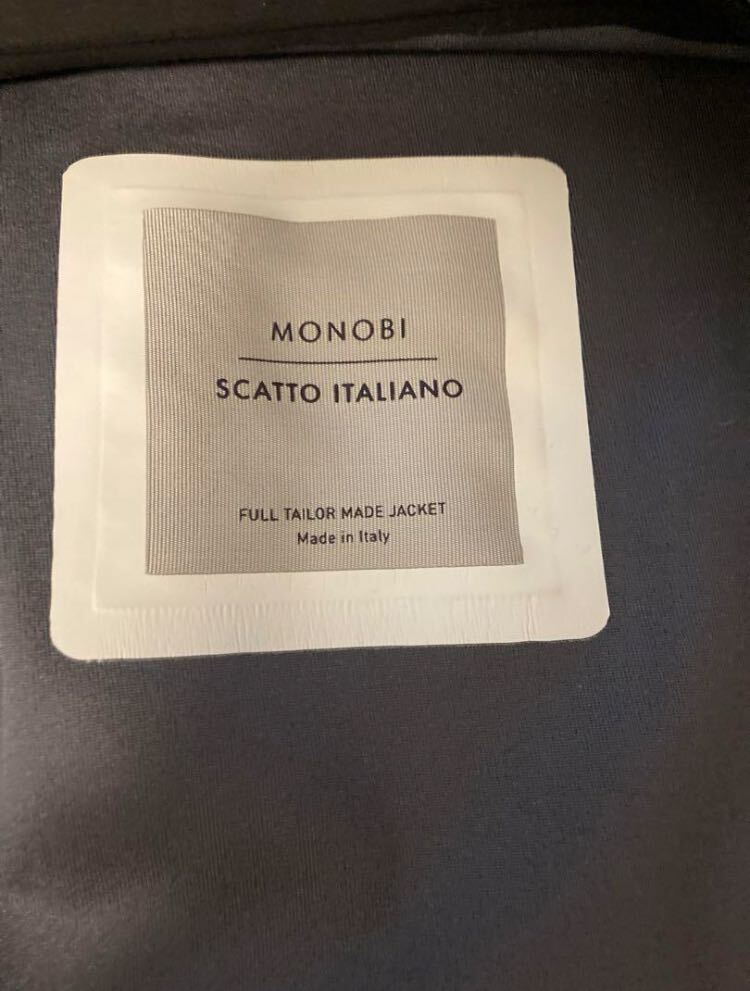 MONOBI
SCATTO ITALIANO
FULL TAILOR MADE JACKET
Made in Italy